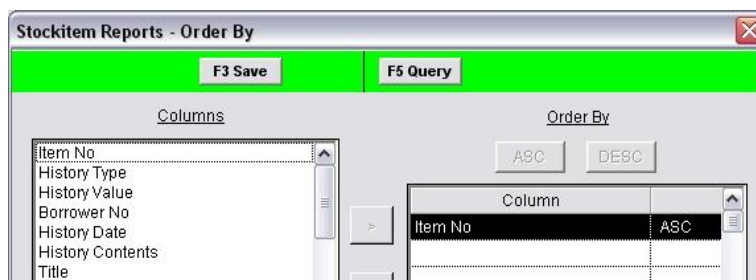 Stockitem Reports - Order By
F3 Save
F5 Query
Columns
Item No
History Type
History Value
Borrower No
History Date
History Contents
Title
>
Order By
ASC DESC
Column
Item No ASC